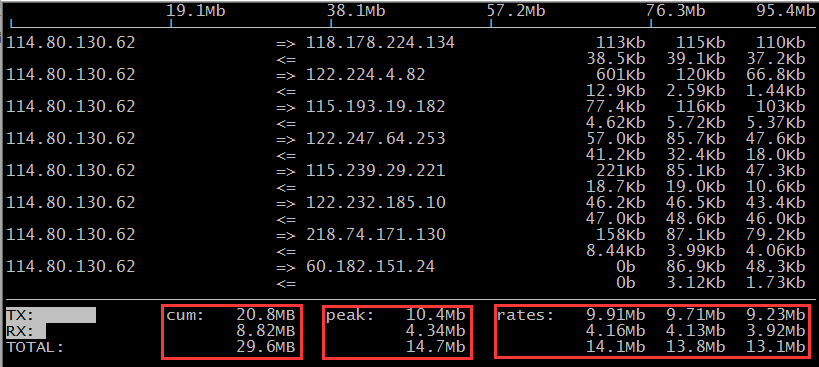 19.1Mb 38.1Mb 57.2Mb 76.3Mb 95.4Mb
114.80.130.62 => 118.178.224.134 113Kb 115Kb 110Kb
<= 38.5Kb 39.1Kb 37.2Kb
114.80.130.62 => 122.224.4.82 601Kb 120Kb 66.8Kb
<= 12.9Kb 2.59Kb 1.44Kb
114.80.130.62 => 115.193.19.182 77.4Kb 116Kb 103Kb
<= 4.62Kb 5.72Kb 5.37Kb
114.80.130.62 => 122.247.64.253 57.0Kb 85.7Kb 47.6Kb
<= 41.2Kb 32.4Kb 18.0Kb
114.80.130.62 => 115.239.29.221 221Kb 85.1Kb 47.3Kb
<= 18.7Kb 19.0Kb 10.6Kb
114.80.130.62 => 122.232.185.10 46.2Kb 46.5Kb 43.4Kb
<= 47.0Kb 48.6Kb 46.0Kb
114.80.130.62 => 218.74.171.130 158Kb 87.1Kb 79.2Kb
<= 8.44Kb 3.99Kb 4.06Kb
114.80.130.62 => 60.182.151.24 0b 86.9Kb 48.3Kb
<= 0b 3.12Kb 1.73Kb
TX: cum: 20.8MB peak: 10.4Mb rates: 9.91Mb 9.71Mb 9.23Mb
RX: 8.82MB 4.34Mb 4.16Mb 4.13Mb 3.92Mb
TOTAL: 29.6MB 14.7Mb 14.1Mb 13.8Mb 13.1Mb